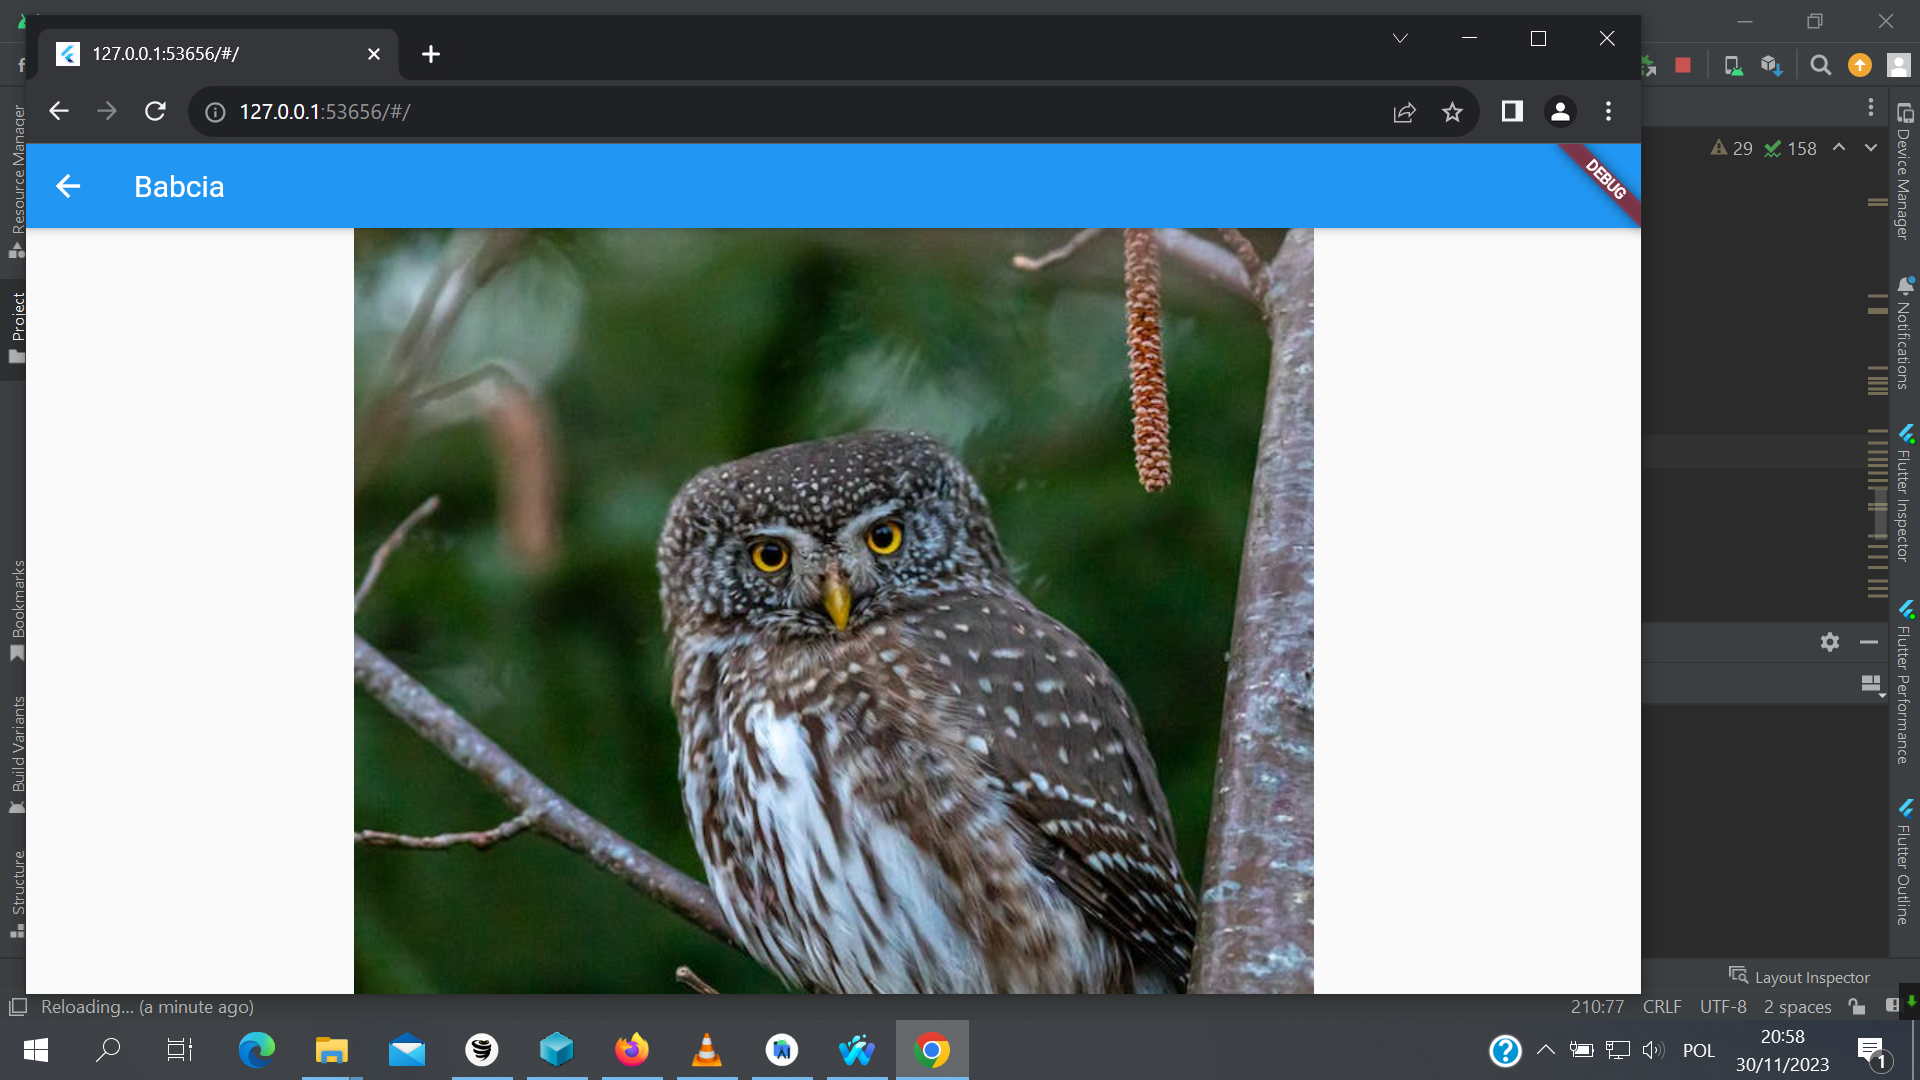 127.0.0.1:53656/#/
127.0.0.1:53656/#/
Babcia
DEBUG
29
158
Resource Manager
Project
Bookmarks
Build Variants
Structure
Device Manager
Notifications
Flutter Inspector
Flutter Performance
Flutter Outline
Layout Inspector
Reloading... (a minute ago)
210:77
CRLF
UTF-8
2 spaces
POL
20:58
30/11/2023
1